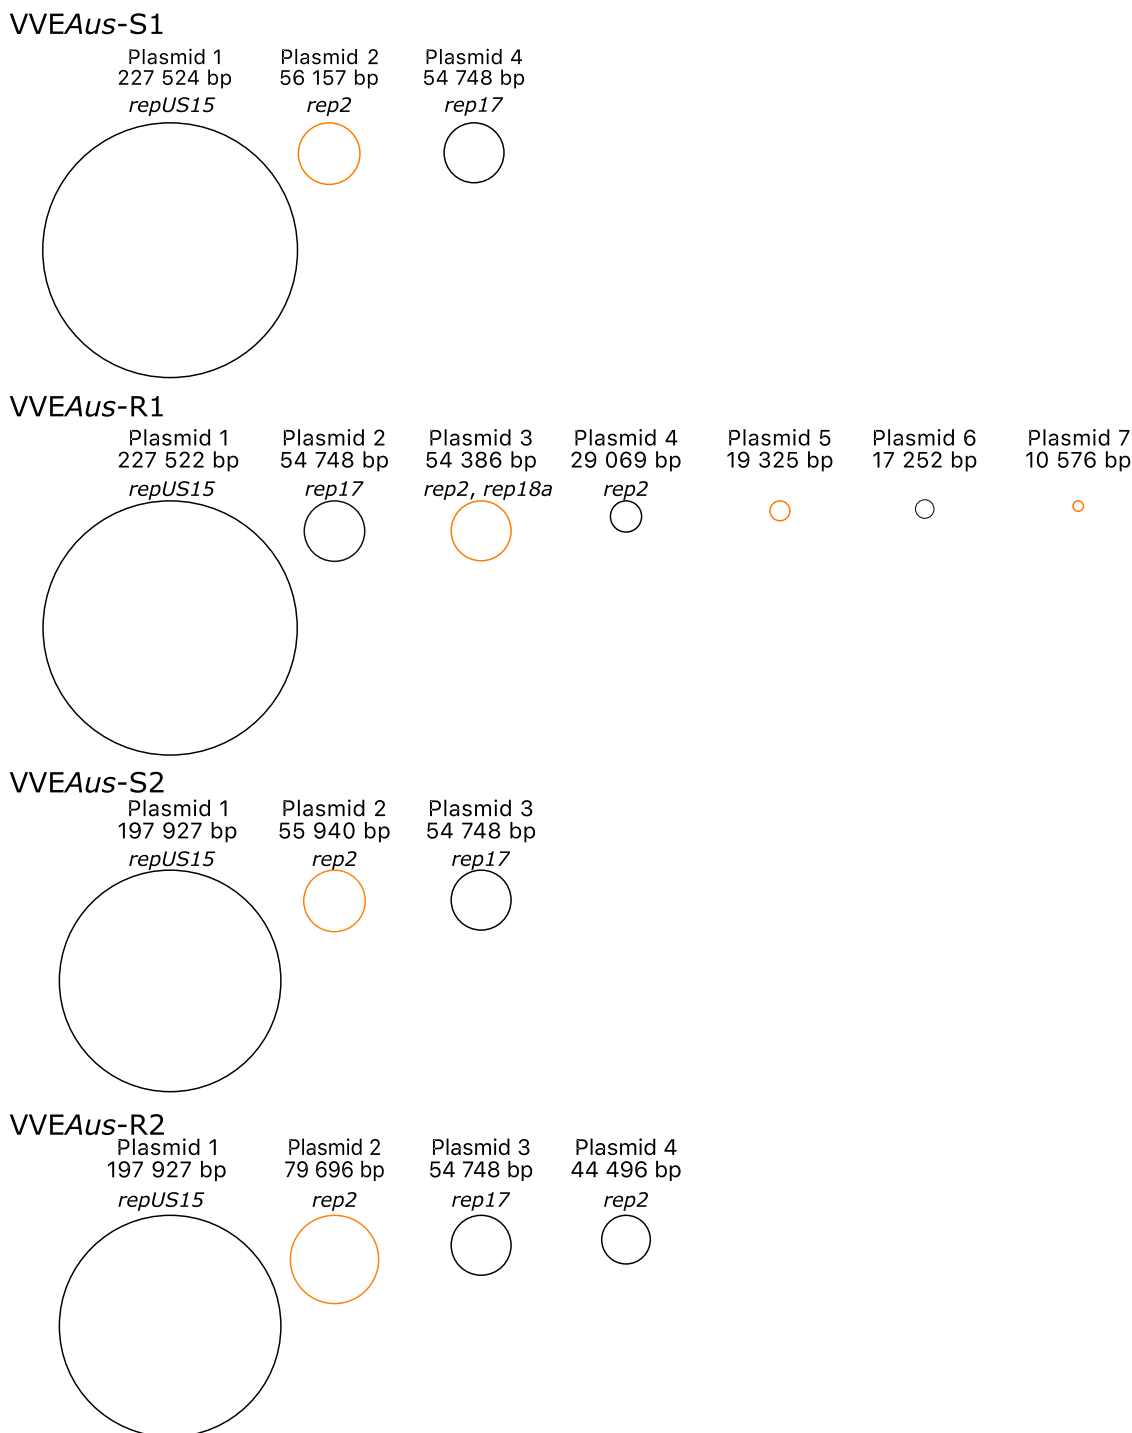 VVEAus-S1
Plasmid 1 Plasmid 2 Plasmid 4
227 524 bp 56 157 bp 54 748 bp
repUS15 rep2 rep17
VVEAus-R1
Plasmid 1 Plasmid 2 Plasmid 3 Plasmid 4 Plasmid 5 Plasmid 6 Plasmid 7
227 522 bp 54 748 bp 54 386 bp 29 069 bp 19 325 bp 17 252 bp 10 576 bp
repUS15 rep17 rep2, rep18a rep2
VVEAus-S2
Plasmid 1 Plasmid 2 Plasmid 3
197 927 bp 55 940 bp 54 748 bp
repUS15 rep2 rep17
VVEAus-R2
Plasmid 1 Plasmid 2 Plasmid 3 Plasmid 4
197 927 bp 79 696 bp 54 748 bp 44 496 bp
repUS15 rep2 rep17 rep2